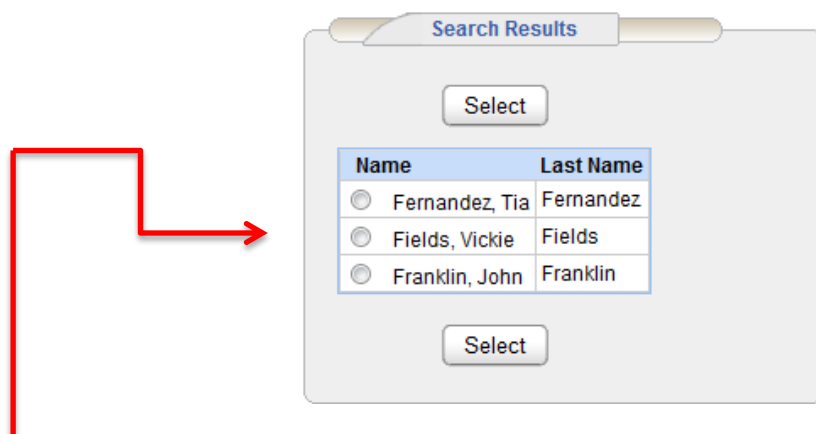 Search Results
Select
Name Last Name
Fernandez, Tia Fernandez
Fields, Vickie Fields
Franklin, John Franklin
Select